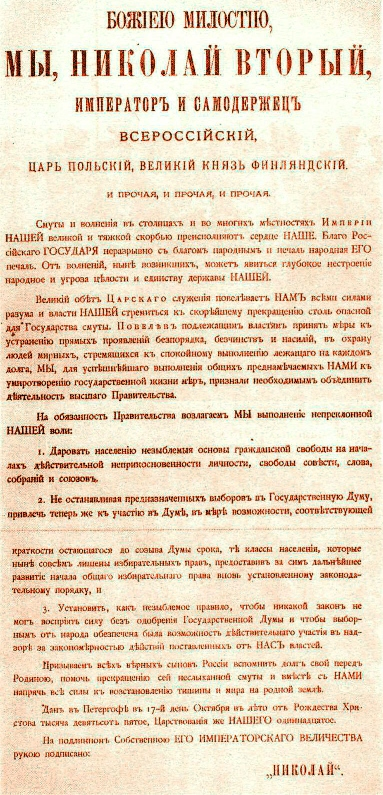 БОЖІЕЮ МИЛОСТІЮ,
МЫ, НИКОЛАЙ ВТОРЫЙ,
ИМПЕРАТОРЪ И САМОДЕРЖЕЦЪ
ВСЕРОССІЙСКІЙ,
ЦАРЬ ПОЛЬСКІЙ, ВЕЛИКІЙ КНЯЗЬ ФИНЛЯНДСКІЙ.
И ПРОЧАЯ, И ПРОЧАЯ, И ПРОЧАЯ.
Смуты и волненія въ столицахъ и во многихъ мѣстностяхъ Имперіи
НАШЕЙ великой и тяжкой скорбью преисполняютъ сердце НАШЕ. Благо Рос-
сійскаго ГОСУДАРЯ неразрывно съ благомъ народнымъ и печаль народная ЕГО
печаль. Отъ волненій, нынѣ возникшихъ, можетъ явиться глубокое нестроеніе
народное и угроза цѣлости и единству державы НАШЕЙ.
Великій обѣтъ Царскаго служенія повелѣваетъ НАМЪ всѣми силами
разума и власти НАШЕЙ стремиться къ скорѣйшему прекращенію столь опасной
для Государства смуты. Повелѣвъ подлежащимъ властямъ принять мѣры къ
устраненію прямыхъ проявленій безпорядка, безчинствъ и насилій, въ охрану
людей мирныхъ, стремящихся къ спокойному выполненію лежащаго на каждомъ
долга, МЫ, для успѣшнѣйшаго выполненія общихъ преднамѣчаемыхъ НАМИ къ
умиротворенію государственной жизни мѣръ, признали необходимымъ объединить
дѣятельность высшаго Правительства.
На обязанность Правительства возлагаемъ МЫ выполненіе непреклонной
НАШЕЙ воли:
1. Даровать населенію незыблемыя основы гражданской свободы на на-
чалахъ дѣйствительной неприкосновенности личности, свободы совѣсти, слова,
собраній и союзовъ.
2. Не останавливая предназначенныхъ выборовъ въ Государственную Думу,
привлечь теперь же къ участію въ Думѣ, въ мѣрѣ возможности, соотвѣтствующей
краткости остающагося до созыва Думы срока, тѣ классы населенія, которые
нынѣ совсѣмъ лишены избирательныхъ правъ, предоставивъ за симъ дальнѣйшее
развитіе начала общаго избирательнаго права вновь установленному законода-
тельному порядку, и
3. Установить, какъ незыблемое правило, чтобы никакой законъ не
могъ воспріять силу безъ одобренія Государственной Думы и чтобы выбор-
нымъ отъ народа обезпечена была возможность дѣйствительнаго участія въ над-
зорѣ за закономѣрностью дѣйствій поставленныхъ отъ НАСЪ властей.
Призываемъ всѣхъ вѣрныхъ сыновъ Россіи вспомнить долгъ свой передъ
Родиною, помочь прекращенію сей неслыханной смуты и вмѣстѣ съ НАМИ
напрячь всѣ силы къ возстановленію тишины и мира на родной землѣ.
Данъ въ Петергофѣ въ 17-й день Октября въ лѣто отъ Рождества Хри-
стова тысяча девятьсотъ пятое, Царствованія же НАШЕГО одиннадцатое.
На подлинномъ Собственною ЕГО ИМПЕРАТОРСКАГО ВЕЛИЧЕСТВА
рукою подписано:
„НИКОЛАЙ“.